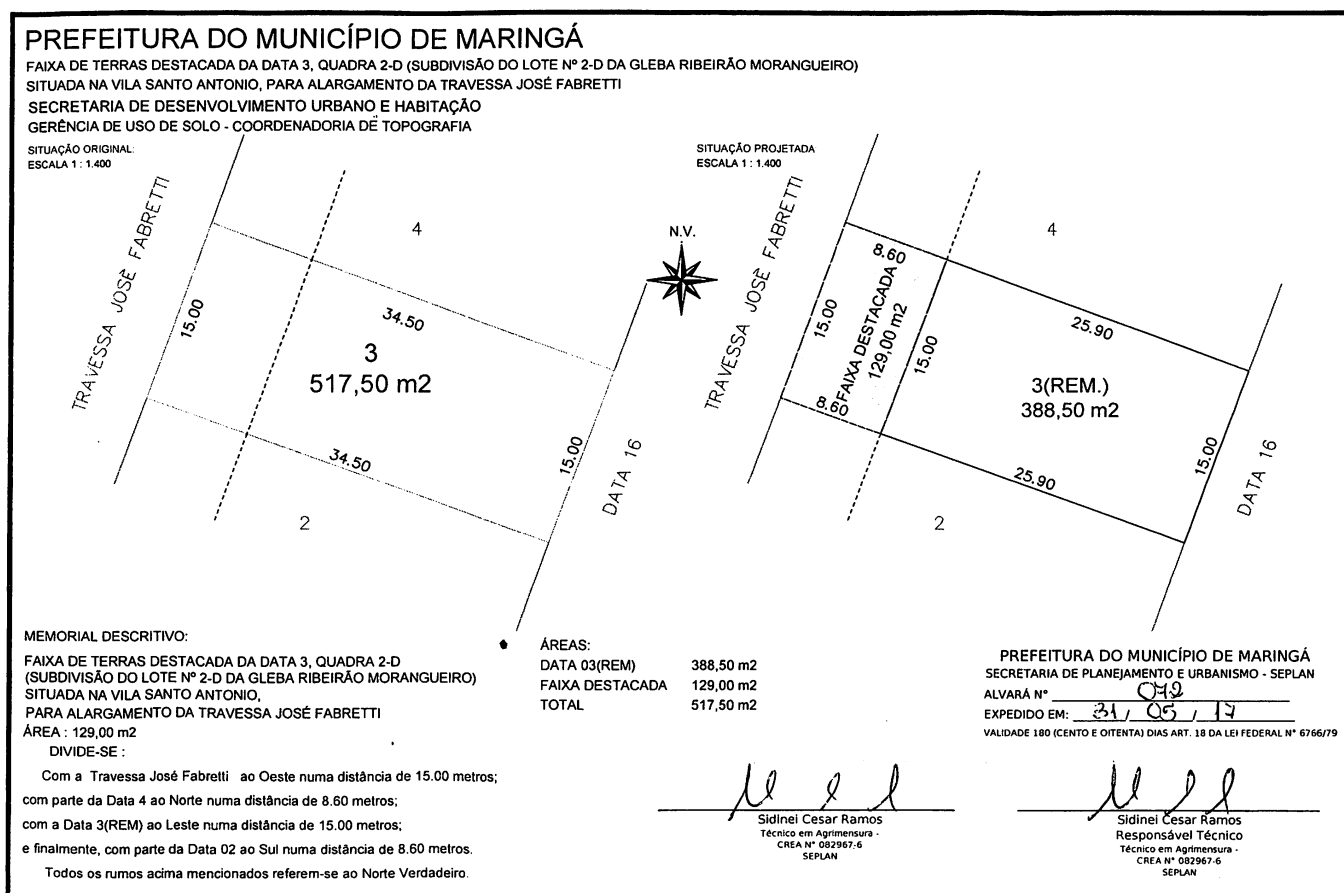 PREFEITURA DO MUNICÍPIO DE MARINGÁ
FAIXA DE TERRAS DESTACADA DA DATA 3, QUADRA 2-D (SUBDIVISÃO DO LOTE Nº 2-D DA GLEBA RIBEIRÃO MORANGUEIRO)
SITUADA NA VILA SANTO ANTONIO, PARA ALARGAMENTO DA TRAVESSA JOSÉ FABRETTI
SECRETARIA DE DESENVOLVIMENTO URBANO E HABITAÇÃO
GERÊNCIA DE USO DE SOLO - COORDENADORIA DE TOPOGRAFIA
SITUAÇÃO ORIGINAL:
ESCALA 1 : 1.400
TRAVESSA JOSÉ FABRETTI
4
15.00
34.50
3
517,50 m2
34.50
15.00
DATA 16
2
N.V.
SITUAÇÃO PROJETADA
ESCALA 1 : 1.400
TRAVESSA JOSÉ FABRETTI
4
8.60
15.00
FAIXA DESTACADA
129,00 m2
15.00
8.60
25.90
3(REM.)
388,50 m2
25.90
15.00
DATA 16
2
MEMORIAL DESCRITIVO:
FAIXA DE TERRAS DESTACADA DA DATA 3, QUADRA 2-D
(SUBDIVISÃO DO LOTE Nº 2-D DA GLEBA RIBEIRÃO MORANGUEIRO)
SITUADA NA VILA SANTO ANTONIO,
PARA ALARGAMENTO DA TRAVESSA JOSÉ FABRETTI
ÁREA : 129,00 m2
DIVIDE-SE :
Com a Travessa José Fabretti ao Oeste numa distância de 15.00 metros;
com parte da Data 4 ao Norte numa distância de 8.60 metros;
com a Data 3(REM) ao Leste numa distância de 15.00 metros;
e finalmente, com parte da Data 02 ao Sul numa distância de 8.60 metros.
Todos os rumos acima mencionados referem-se ao Norte Verdadeiro.
ÁREAS:
DATA 03(REM) 388,50 m2
FAIXA DESTACADA 129,00 m2
TOTAL 517,50 m2
PREFEITURA DO MUNICÍPIO DE MARINGÁ
SECRETARIA DE PLANEJAMENTO E URBANISMO - SEPLAN
ALVARÁ Nº 072
EXPEDIDO EM: 31 / 05 / 17
VALIDADE 180 (CENTO E OITENTA) DIAS ART. 18 DA LEI FEDERAL N° 6766/79
Sidinei Cesar Ramos
Técnico em Agrimensura -
CREA N° 082967-6
SEPLAN
Sidinei Cesar Ramos
Responsável Técnico
Técnico em Agrimensura -
CREA N° 082967-6
SEPLAN